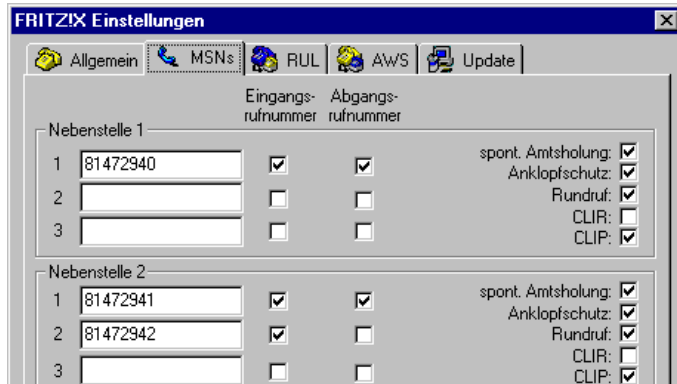 FRITZ!X Einstellungen
Allgemein MSNs RUL AWS Update
Eingangs- Abgangs-
rufnummer rufnummer
Nebenstelle 1
1 81472940 spont. Amtsholung:
Anklopfschutz:
2 Rundruf:
CLIR:
3 CLIP:
Nebenstelle 2
1 81472941 spont. Amtsholung:
Anklopfschutz:
2 81472942 Rundruf:
CLIR:
3 CLIP: